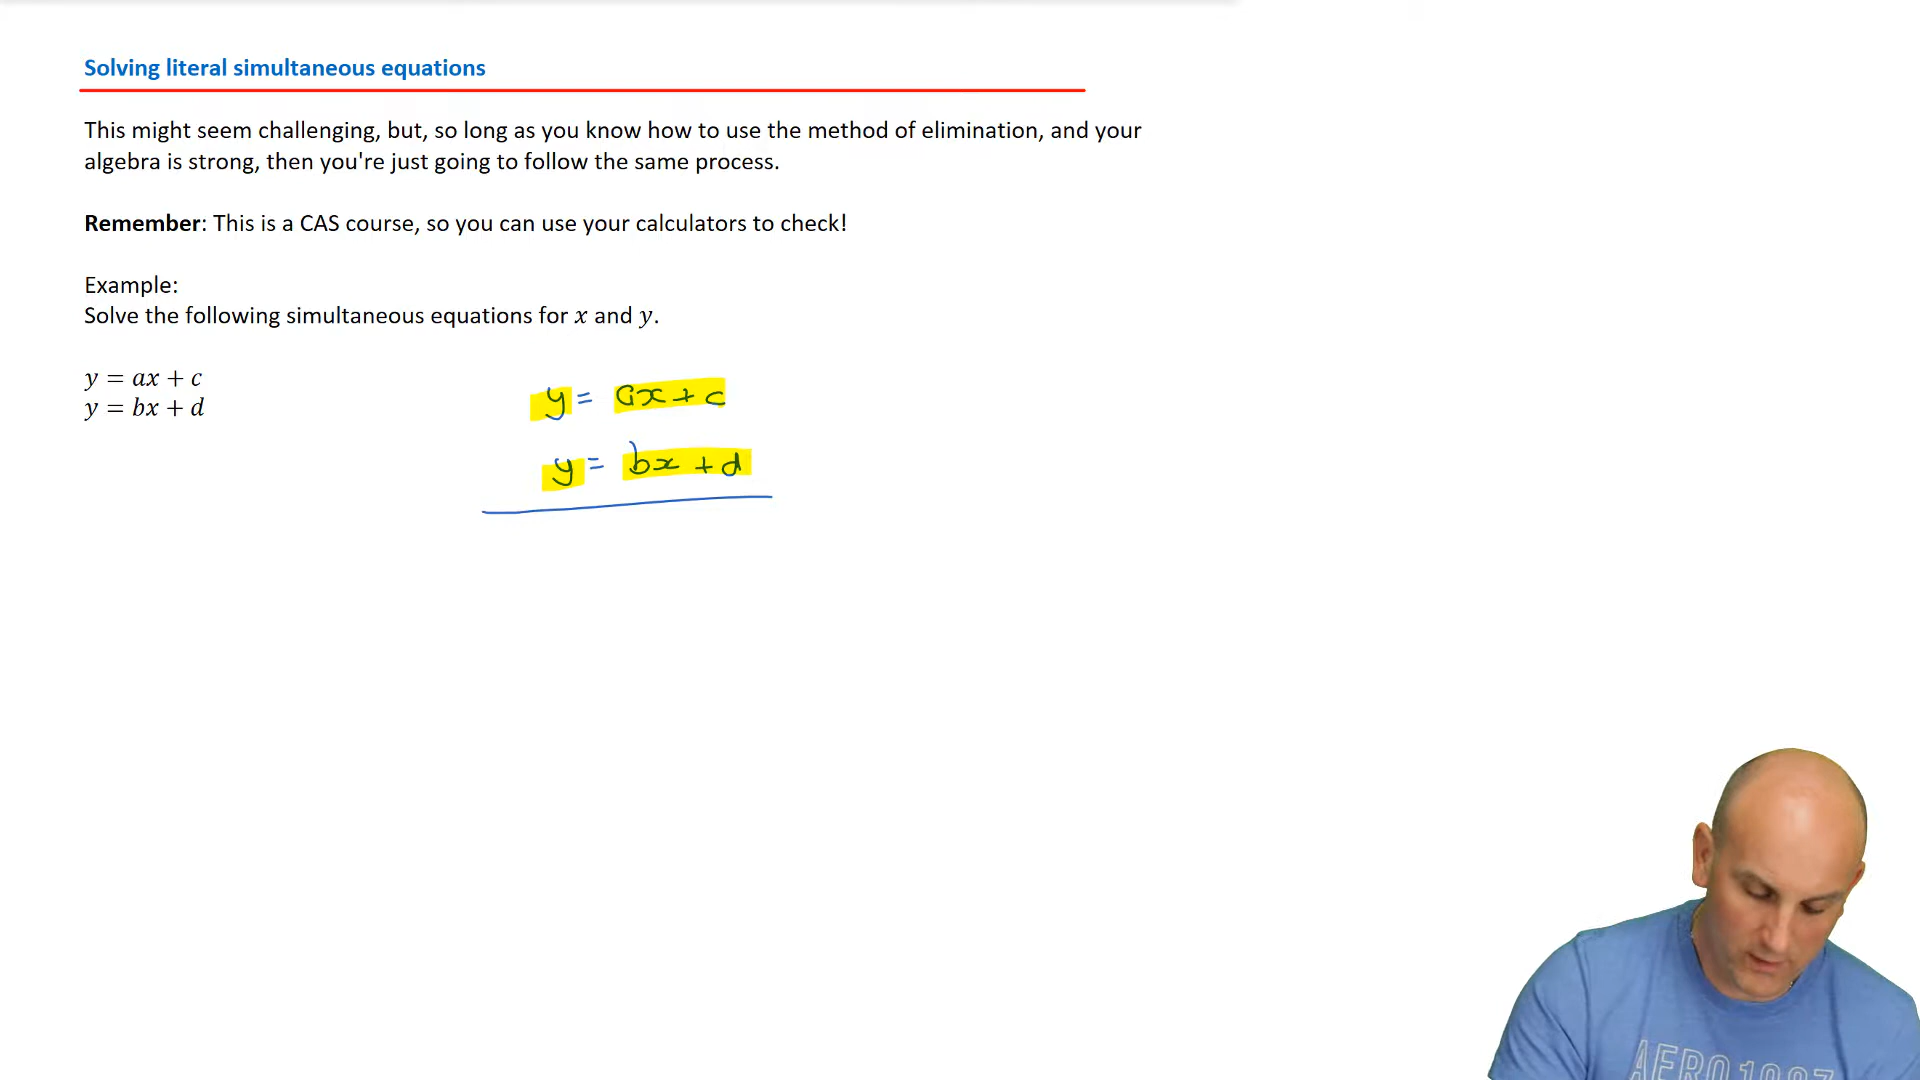 Solving literal simultaneous equations
This might seem challenging, but, so long as you know how to use the method of elimination, and your
algebra is strong, then you're just going to follow the same process.
Remember: This is a CAS course, so you can use your calculators to check!
Example:
Solve the following simultaneous equations for x and y.
y = ax + c
y = bx + d
y = ax + c
y = bx + d
AERO 1987